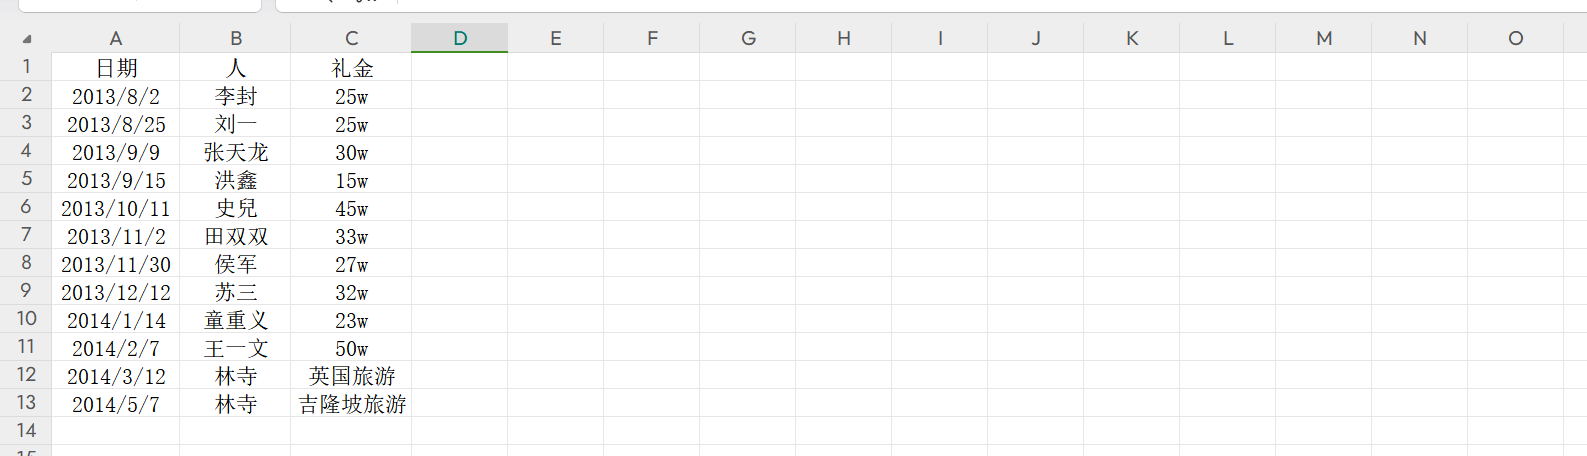 A B C D E F G H I J K L M N O
1 日期 人 礼金
2 2013/8/2 李封 25w
3 2013/8/25 刘一 25w
4 2013/9/9 张天龙 30w
5 2013/9/15 洪鑫 15w
6 2013/10/11 史兒 45w
7 2013/11/2 田双双 33w
8 2013/11/30 侯军 27w
9 2013/12/12 苏三 32w
10 2014/1/14 童重义 23w
11 2014/2/7 王一文 50w
12 2014/3/12 林寺 英国旅游
13 2014/5/7 林寺 吉隆坡旅游
14